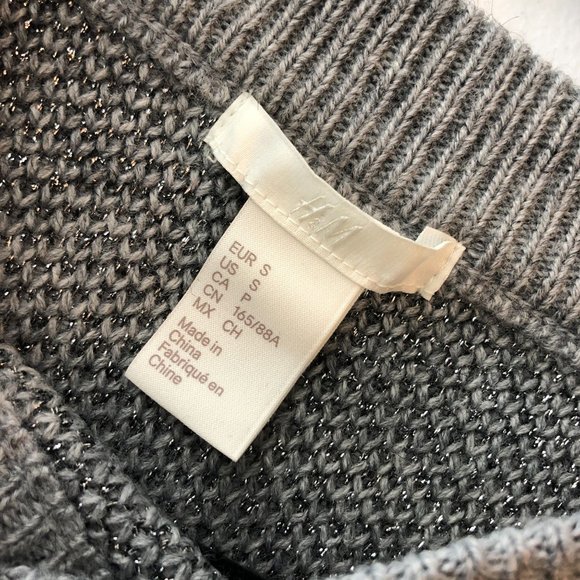 H&M
EUR S
US S
CA P
CN 165/88A
MX CH
Made in
China
Fabriqué en
Chine